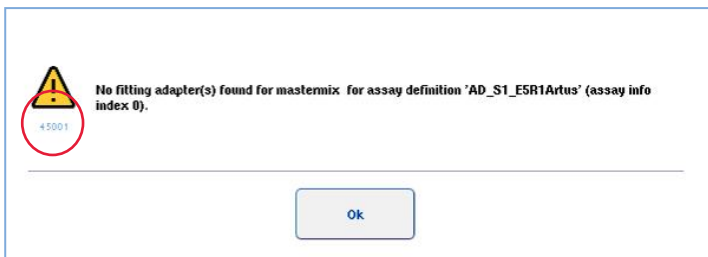 No fitting adapter(s) found for mastermix for assay definition 'AD_S1_E5R1Artus' (assay info
index 0).
45001
Ok